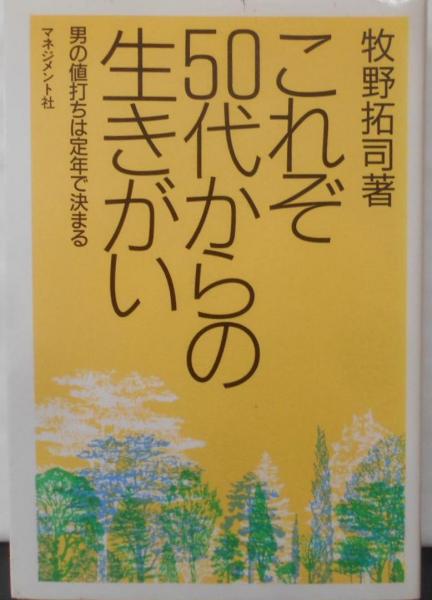 牧野拓司著
これぞ
50代からの
生きがい
男の値打ちは定年で決まる
マネジメント社